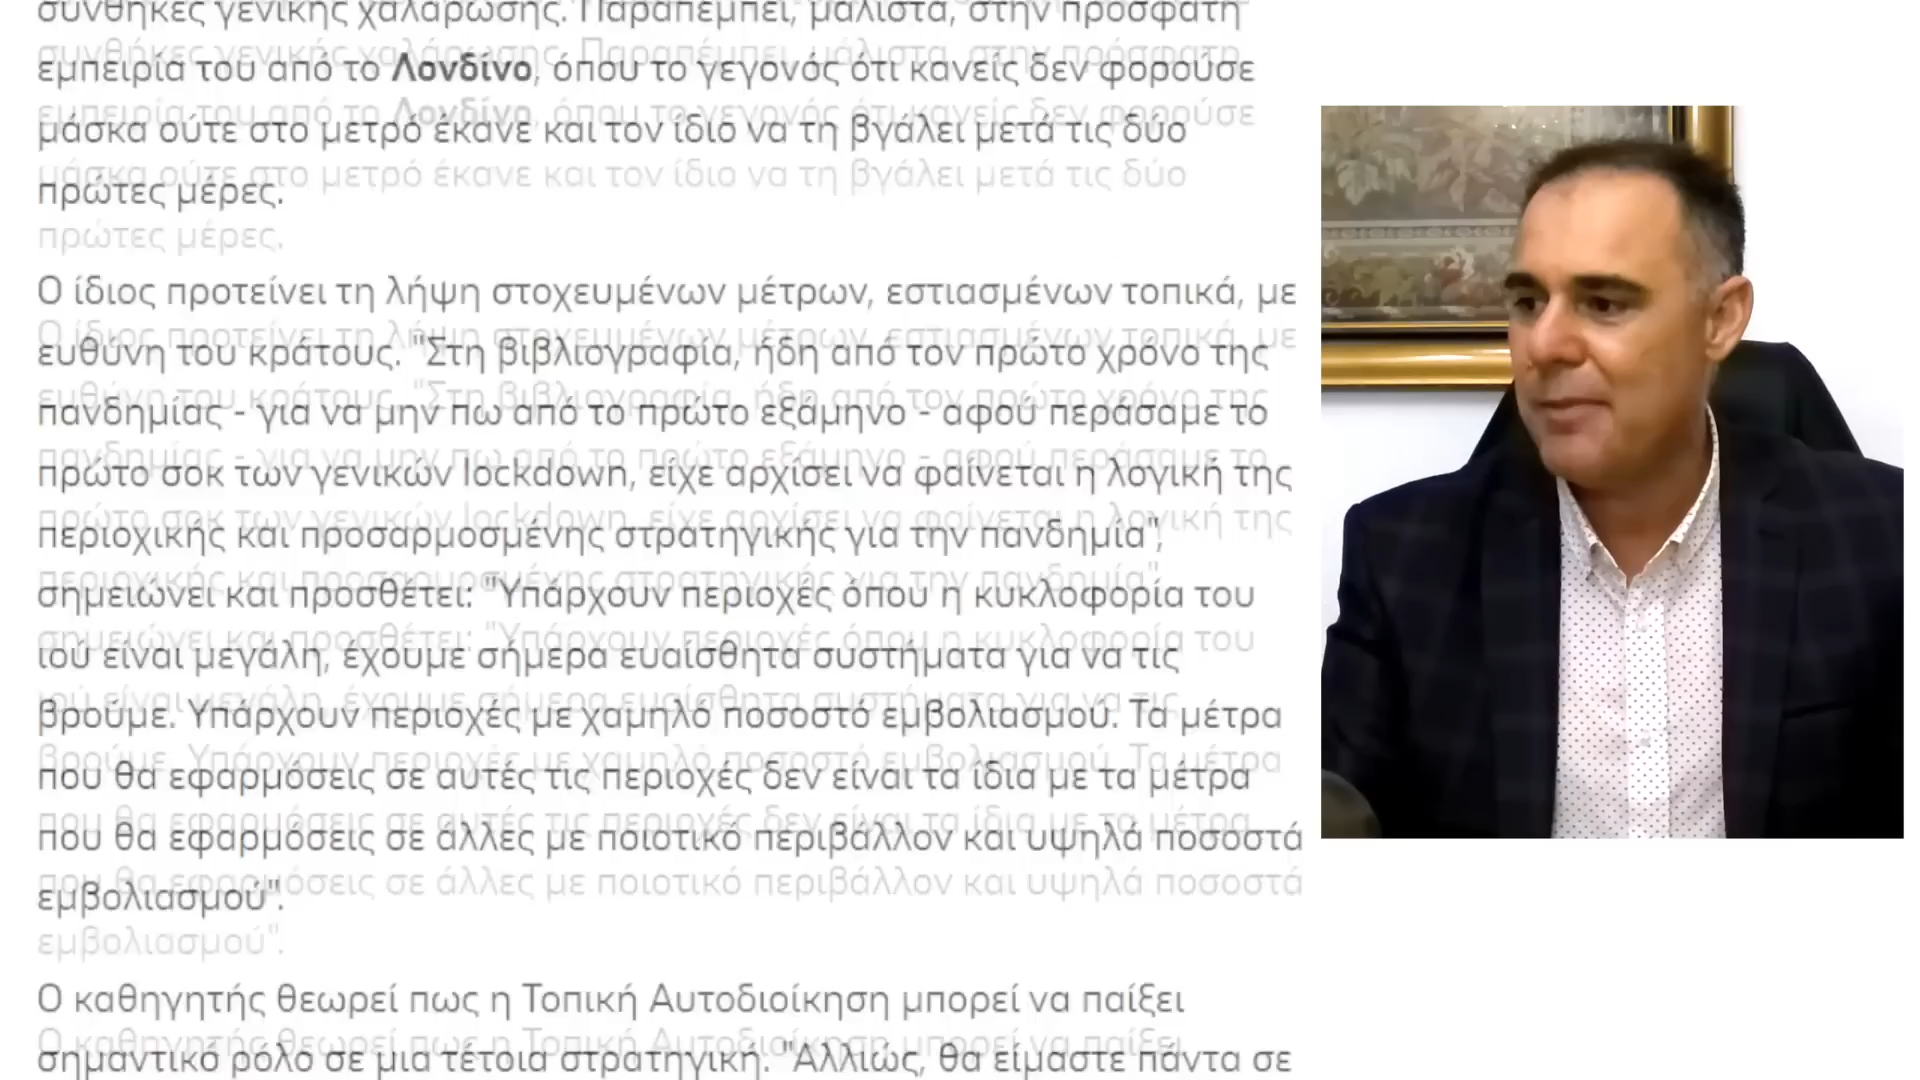 συνθήκες γενικής χαλάρωσης. Παραπέμπει, μάλιστα, στην πρόσφατη
εμπειρία του από το Λονδίνο, όπου το γεγονός ότι κανείς δεν φορούσε
μάσκα ούτε στο μετρό έκανε και τον ίδιο να τη βγάλει μετά τις δύο
πρώτες μέρες.
Ο ίδιος προτείνει τη λήψη στοχευμένων μέτρων, εστιασμένων τοπικά, με
ευθύνη του κράτους. "Στη βιβλιογραφία, ήδη από τον πρώτο χρόνο της
πανδημίας - για να μην πω από το πρώτο εξάμηνο - αφού περάσαμε το
πρώτο σοκ των γενικών lockdown, είχε αρχίσει να φαίνεται η λογική της
περιοχικής και προσαρμοσμένης στρατηγικής για την πανδημία",
σημειώνει και προσθέτει: "Υπάρχουν περιοχές όπου η κυκλοφορία του
ιού είναι μεγάλη, έχουμε σήμερα ευαίσθητα συστήματα για να τις
βρούμε. Υπάρχουν περιοχές με χαμηλό ποσοστό εμβολιασμού. Τα μέτρα
που θα εφαρμόσεις σε αυτές τις περιοχές δεν είναι τα ίδια με τα μέτρα
που θα εφαρμόσεις σε άλλες με ποιοτικό περιβάλλον και υψηλά ποσοστά
εμβολιασμού".
Ο καθηγητής θεωρεί πως η Τοπική Αυτοδιοίκηση μπορεί να παίξει
σημαντικό ρόλο σε μια τέτοια στρατηγική. "Αλλιώς, θα είμαστε πάντα σε